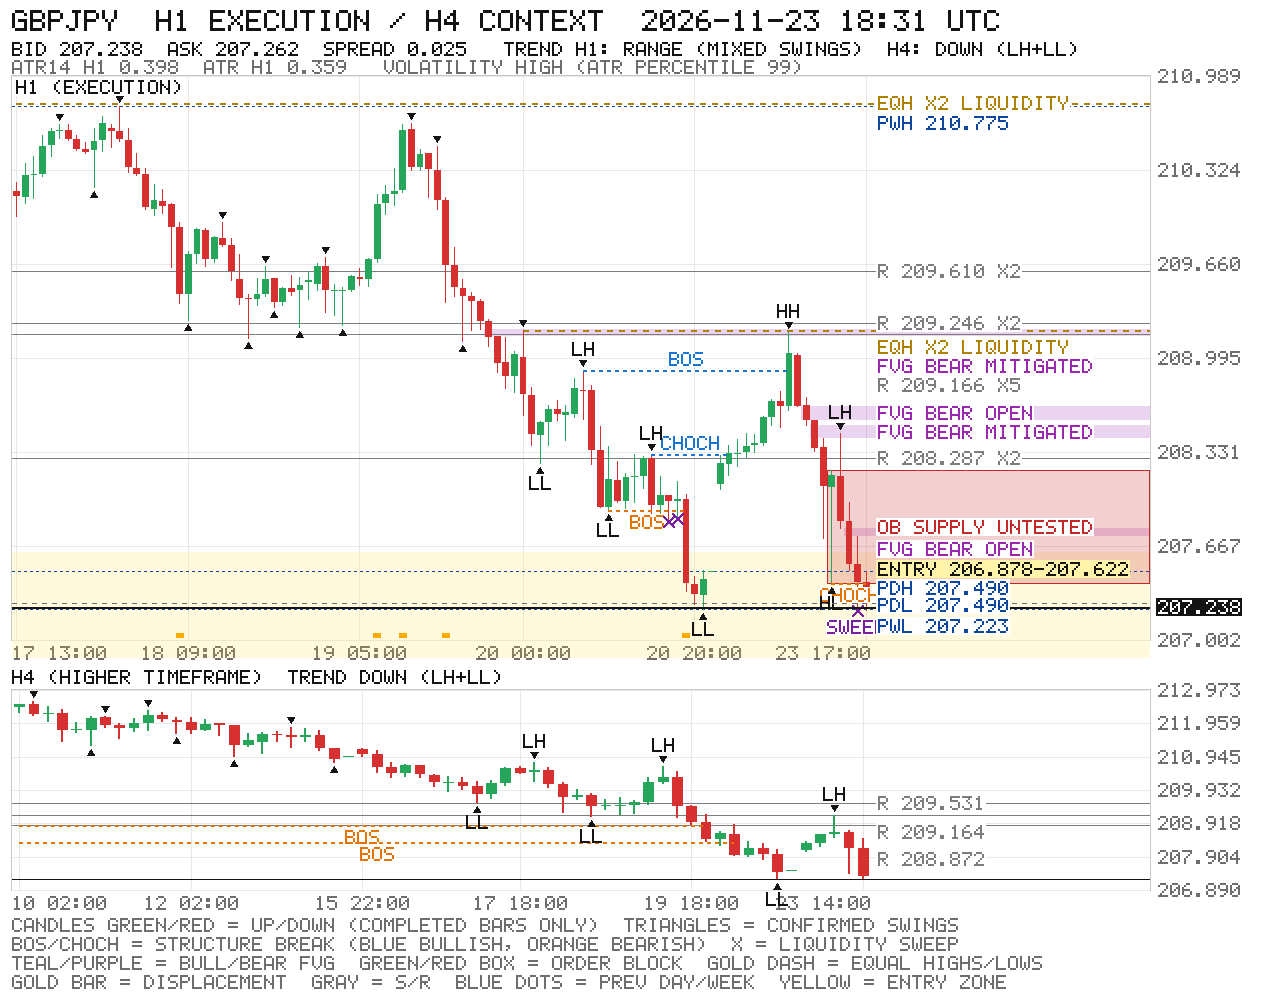 GBPJPY H1 EXECUTION / H4 CONTEXT 2026-11-23 18:31 UTC
BID 207.238 ASK 207.262 SPREAD 0.025 TREND H1: RANGE (MIXED SWINGS) H4: DOWN (LH+LL)
ATR14 H1 0.398 ATR H1 0.359 VOLATILITY HIGH (ATR PERCENTILE 99)
H1 (EXECUTION)
210.989
EQH X2 LIQUIDITY
PWH 210.775
210.324
209.660
R 209.610 X2
HH
R 209.246 X2
LH
BOS
EQH X2 LIQUIDITY
208.995
FVG BEAR MITIGATED
R 209.166 X5
LH
FVG BEAR OPEN
LH
CHOCH
FVG BEAR MITIGATED
208.331
R 208.287 X2
LL
LL
BOS
OB SUPPLY UNTESTED
207.667
FVG BEAR OPEN
ENTRY 206.878-207.622
PDH 207.490
CHOCH
HL
PDL 207.490
207.238
LL
SWEE
PWL 207.223
207.002
17 13:00 18 09:00 19 05:00 20 00:00 20 20:00 23 17:00
H4 (HIGHER TIMEFRAME) TREND DOWN (LH+LL)
212.973
211.959
LH
LH
210.945
209.932
LH
R 209.531
LL
LL
208.918
BOS
R 209.164
BOS
207.904
R 208.872
206.890
LL
10 02:00 12 02:00 15 22:00 17 18:00 19 18:00 23 14:00
CANDLES GREEN/RED = UP/DOWN (COMPLETED BARS ONLY) TRIANGLES = CONFIRMED SWINGS
BOS/CHOCH = STRUCTURE BREAK (BLUE BULLISH, ORANGE BEARISH) X = LIQUIDITY SWEEP
TEAL/PURPLE = BULL/BEAR FVG GREEN/RED BOX = ORDER BLOCK GOLD DASH = EQUAL HIGHS/LOWS
GOLD BAR = DISPLACEMENT GRAY = S/R BLUE DOTS = PREV DAY/WEEK YELLOW = ENTRY ZONE